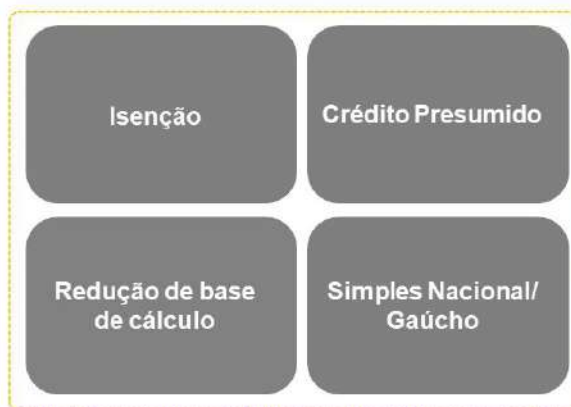 Isenção
Crédito Presumido
Redução de base
de cálculo
Simples Nacional/
Gaúcho